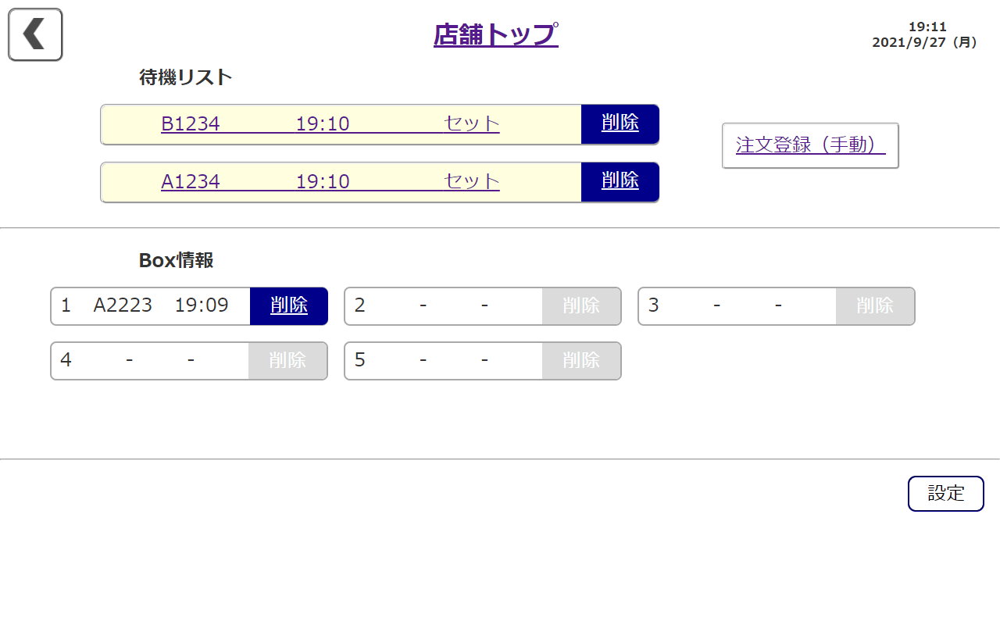 店舗トップ
19:11
2021/9/27（月）
待機リスト
B1234 19:10 セット 削除
注文登録（手動）
A1234 19:10 セット 削除
Box情報
1 A2223 19:09 削除 2 - - 削除 3 - - 削除
4 - - 削除 5 - - 削除
設定